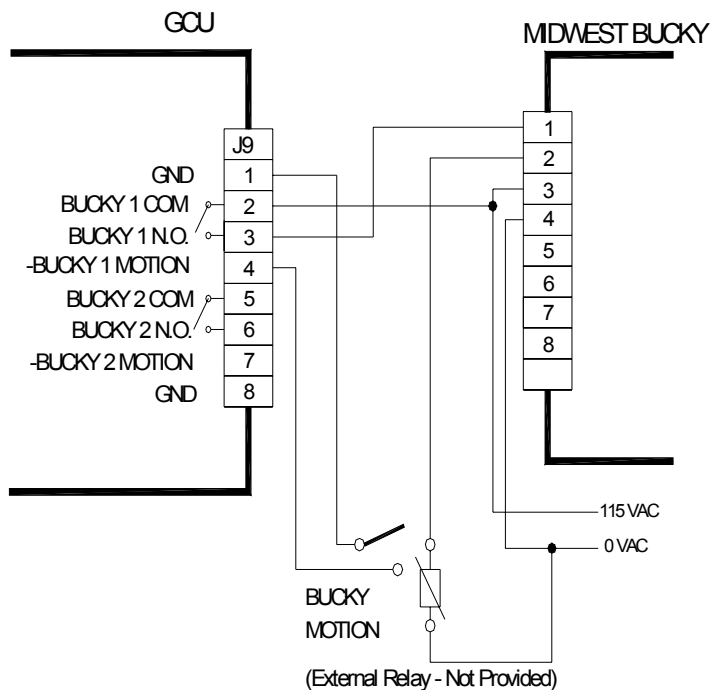 GCU
MIDWEST BUCKY
J9
GND 1
BUCKY 1 COM 2
BUCKY 1 N.O. 3
-BUCKY 1 MOTION 4
BUCKY 2 COM 5
BUCKY 2 N.O. 6
-BUCKY 2 MOTION 7
GND 8
1
2
3
4
5
6
7
8
115 VAC
0 VAC
BUCKY
MOTION
(External Relay - Not Provided)